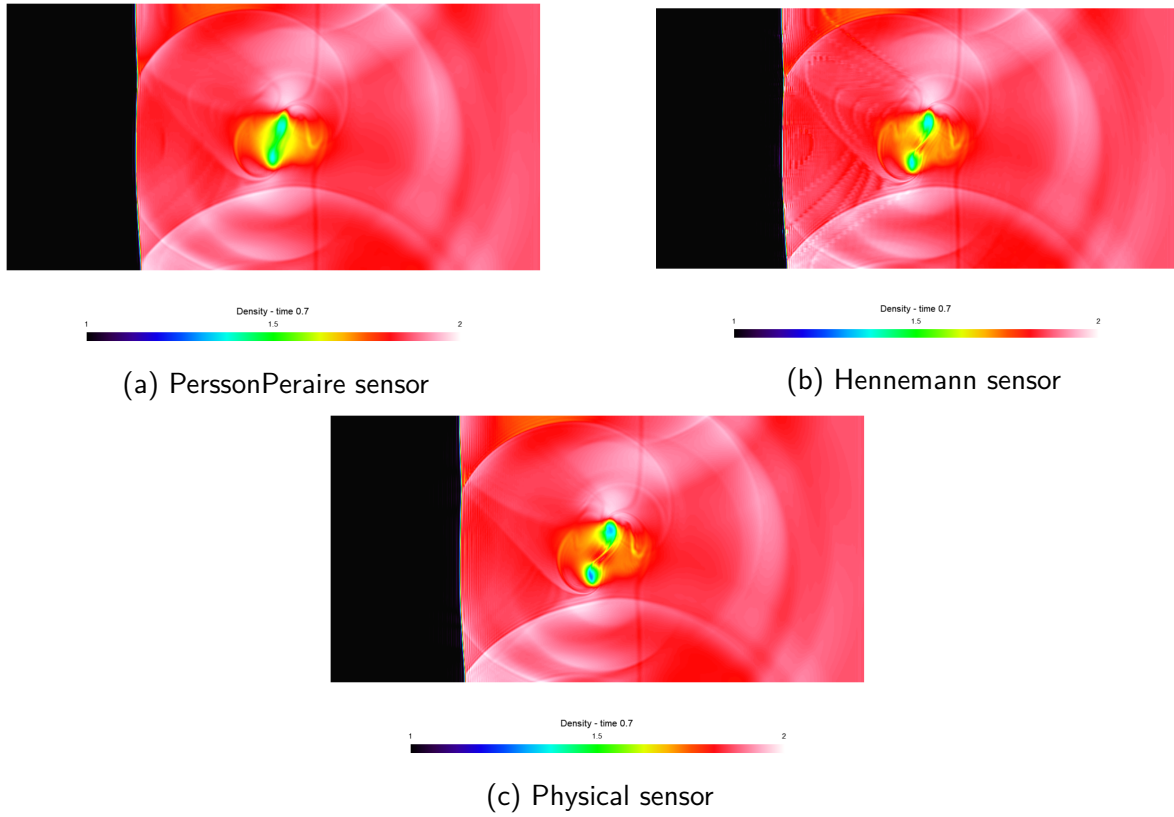 Density - time 0.7
1 1.5 2
(a) PerssonPeraire sensor
Density - time 0.7
1 1.5 2
(b) Hennemann sensor
Density - time 0.7
1 1.5 2
(c) Physical sensor